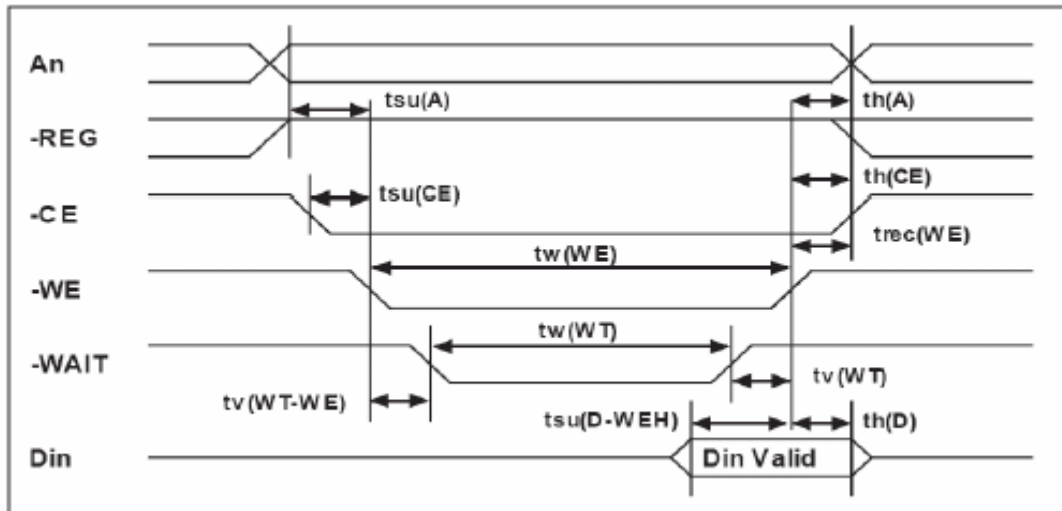 An
tsu(A)
th(A)
-REG
tsu(CE)
th(CE)
-CE
trec(WE)
tw(WE)
-WE
tw(WT)
-WAIT
tv(WT-WE)
tv(WT)
tsu(D-WEH)
th(D)
Din
Din Valid